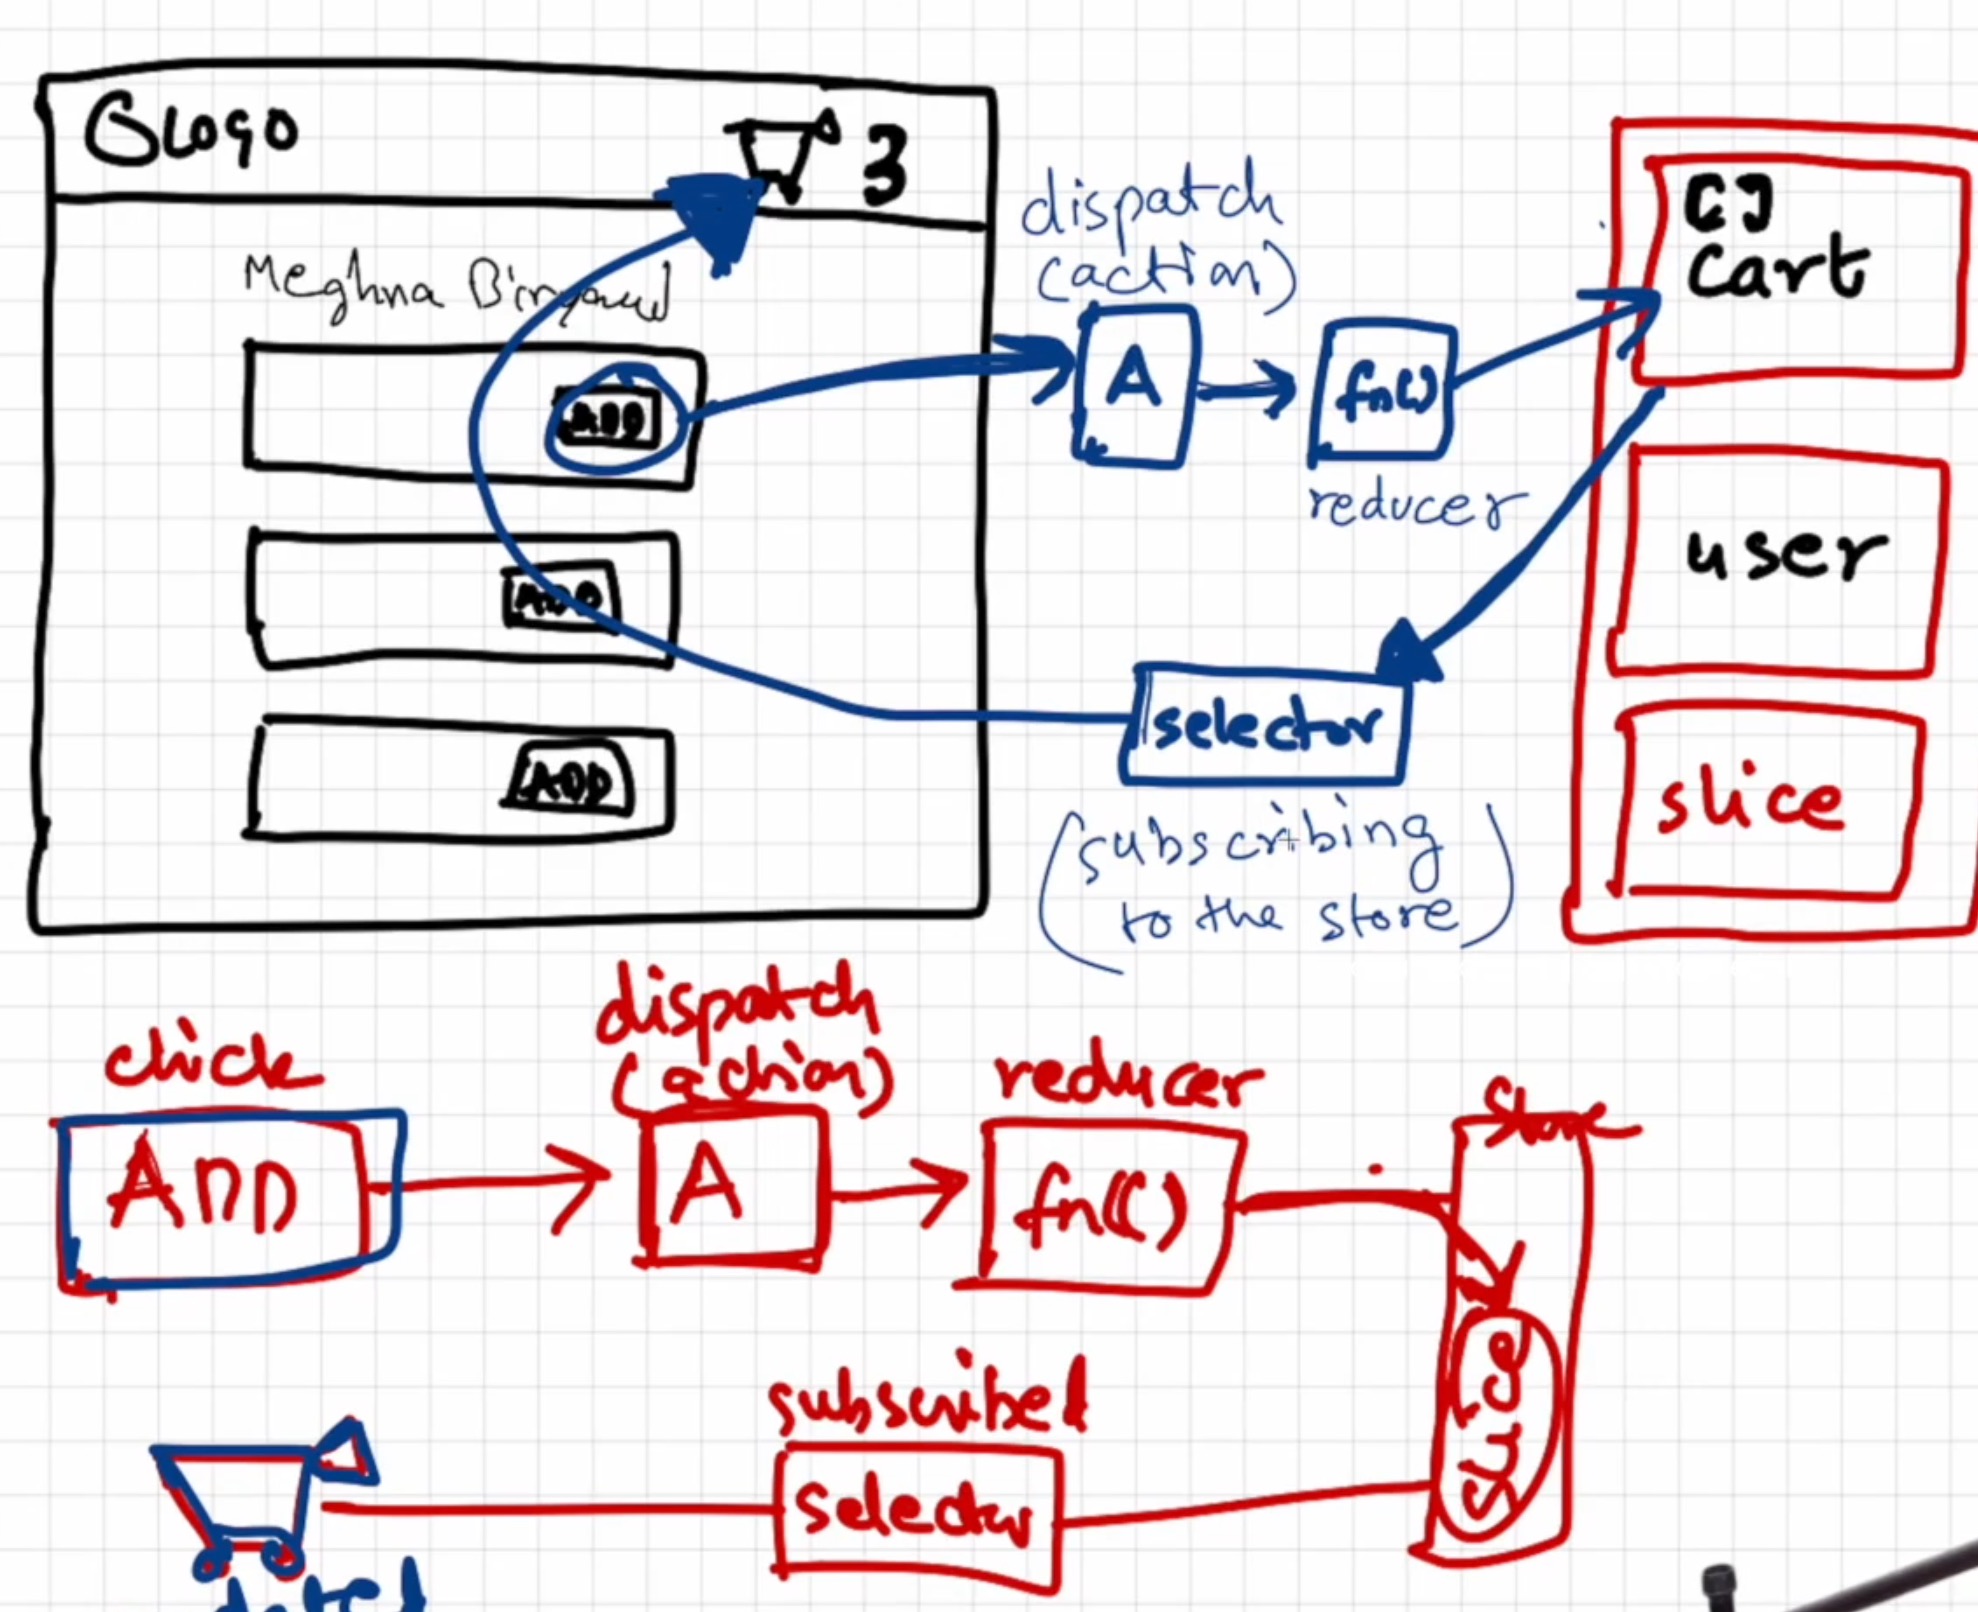 Logo
3
Meghna Biryani
ADD
ADD
ADD
dispatch
(action)
A
fn()
reducer
[]
Cart
user
slice
selector
(subscribing
to the store)
click
ADD
dispatch
(action)
A
reducer
fn()
Store
slice
subscribed
selector